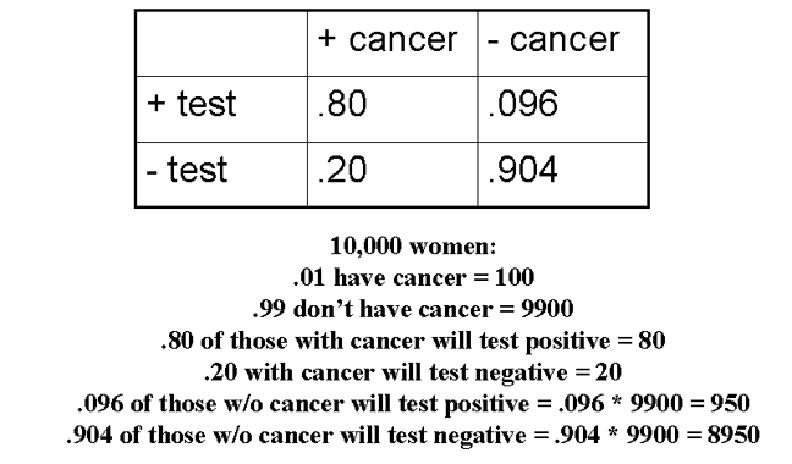 + cancer - cancer
+ test .80 .096
- test .20 .904
10,000 women:
.01 have cancer = 100
.99 don’t have cancer = 9900
.80 of those with cancer will test positive = 80
.20 with cancer will test negative = 20
.096 of those w/o cancer will test positive = .096 * 9900 = 950
.904 of those w/o cancer will test negative = .904 * 9900 = 8950